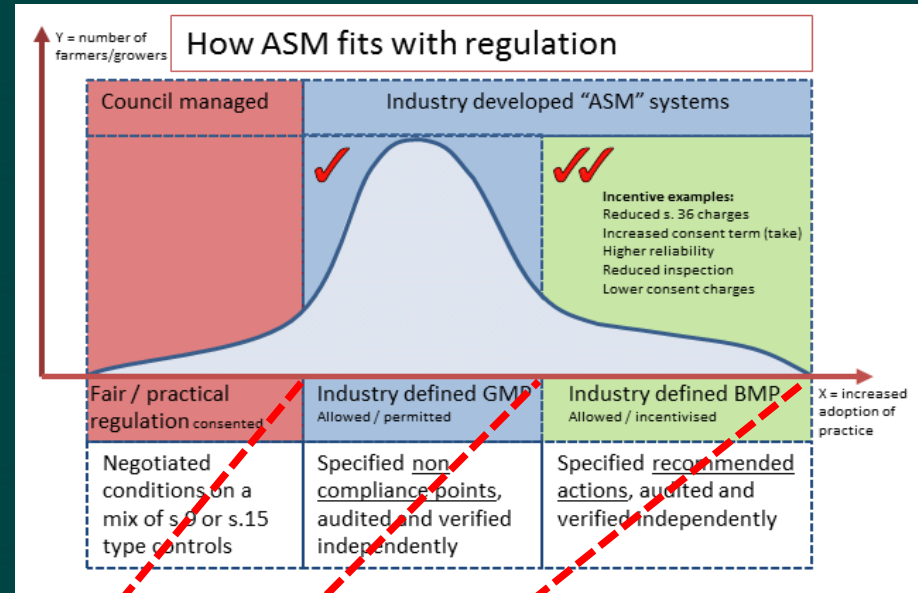 Y = number of
farmers/growers
How ASM fits with regulation
Council managed
Industry developed “ASM” systems
Incentive examples:
Reduced s. 36 charges
Increased consent term (take)
Higher reliability
Reduced inspection
Lower consent charges
Fair / practical
regulation consented
Industry defined GMP
Allowed / permitted
Industry defined BMP
Allowed / incentivised
X = increased
adoption of
practice
Negotiated
conditions on a
mix of s.9 or s.15
type controls
Specified non
compliance points,
audited and verified
independently
Specified recommended
actions, audited and
verified independently